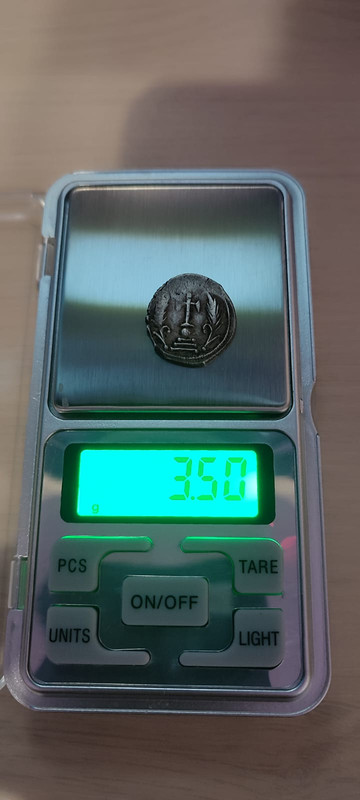 3.50
g
PCS
TARE
ON/OFF
UNITS
LIGHT